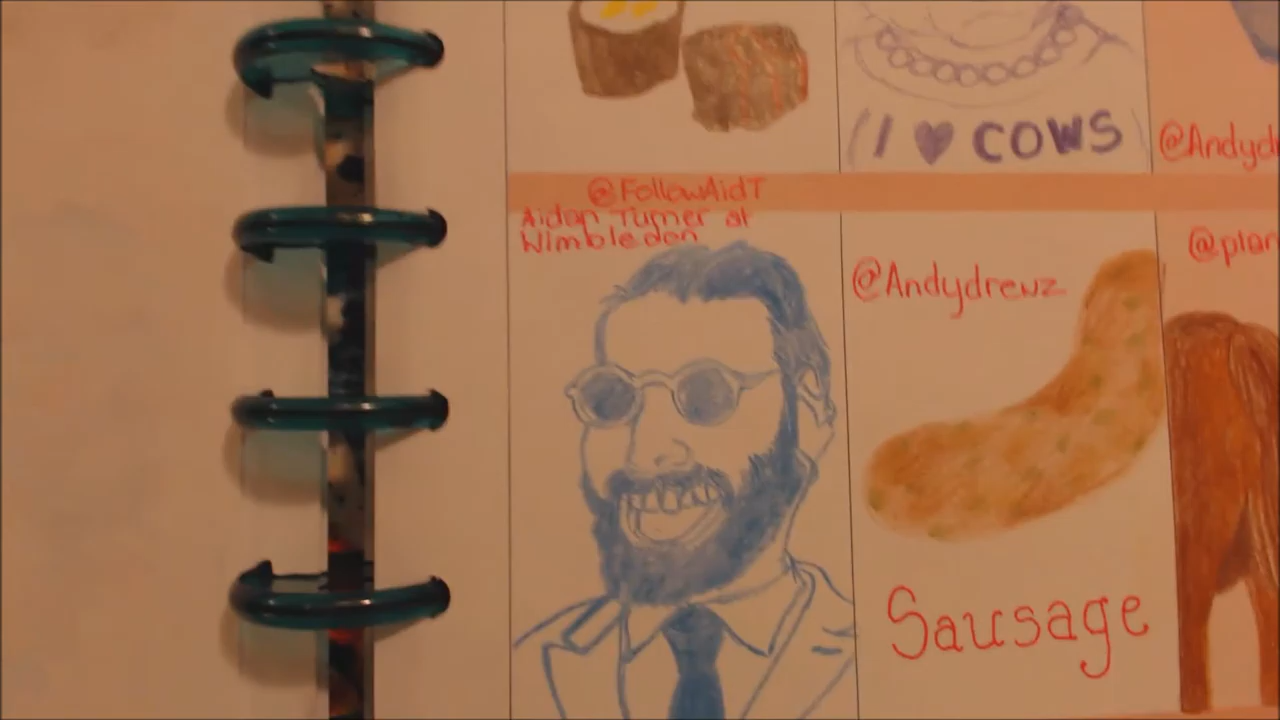 I ♥ COWS
@Andyd
@FollowAidT
Aidan Turner at
Wimbledon
@Andydrewz
@plan
Sausage